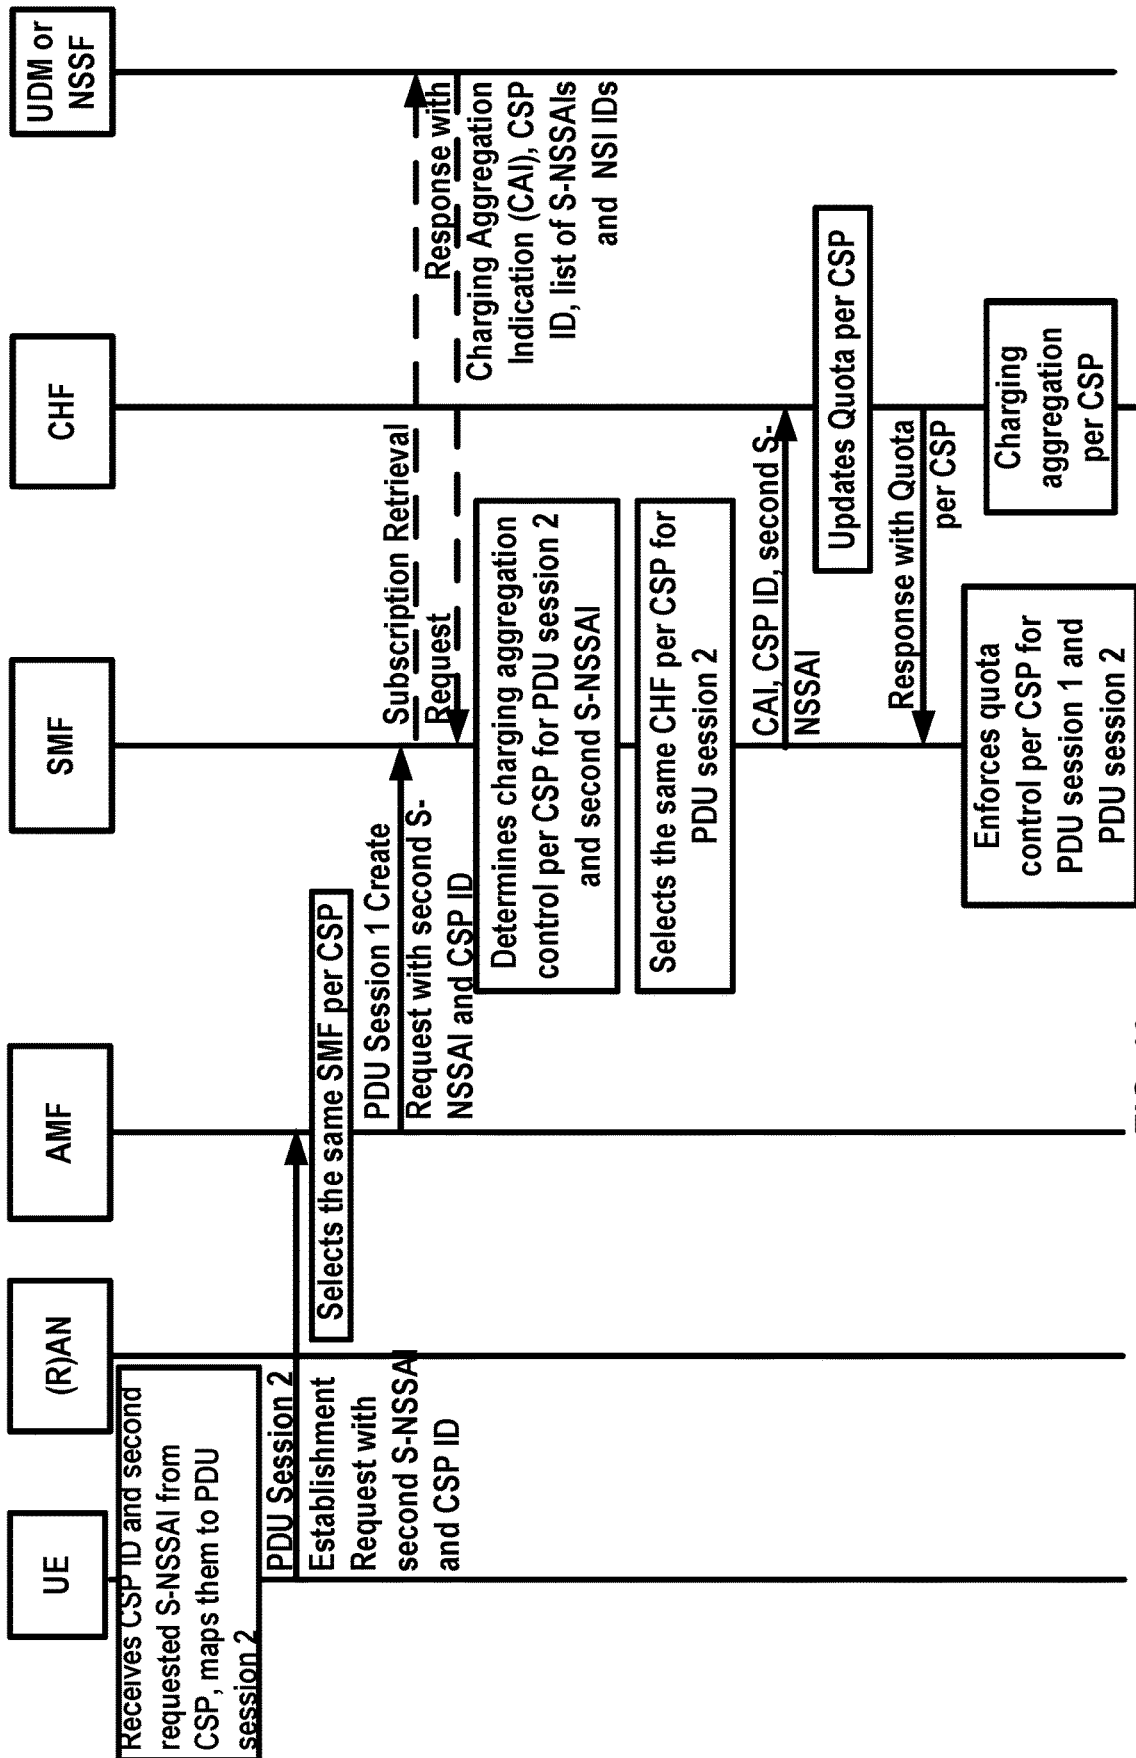 UE
(R)AN
AMF
SMF
CHF
UDM or
NSSF
Receives CSP ID and second
requested S-NSSAI from
CSP, maps them to PDU
session 2
PDU Session 2
Establishment
Request with
second S-NSSAI
and CSP ID
Selects the same SMF per CSP
PDU Session 1 Create
Request with second S-
NSSAI and CSP ID
Subscription Retrieval
Request
Response with
Charging Aggregation
Indication (CAI), CSP
ID, list of S-NSSAIs
and NSI IDs
Determines charging aggregation
control per CSP for PDU session 2
and second S-NSSAI
Selects the same CHF per CSP for
PDU session 2
CAI, CSP ID, second S-
NSSAI
Updates Quota per CSP
Response with Quota
per CSP
Enforces quota
control per CSP for
PDU session 1 and
PDU session 2
Charging
aggregation
per CSP